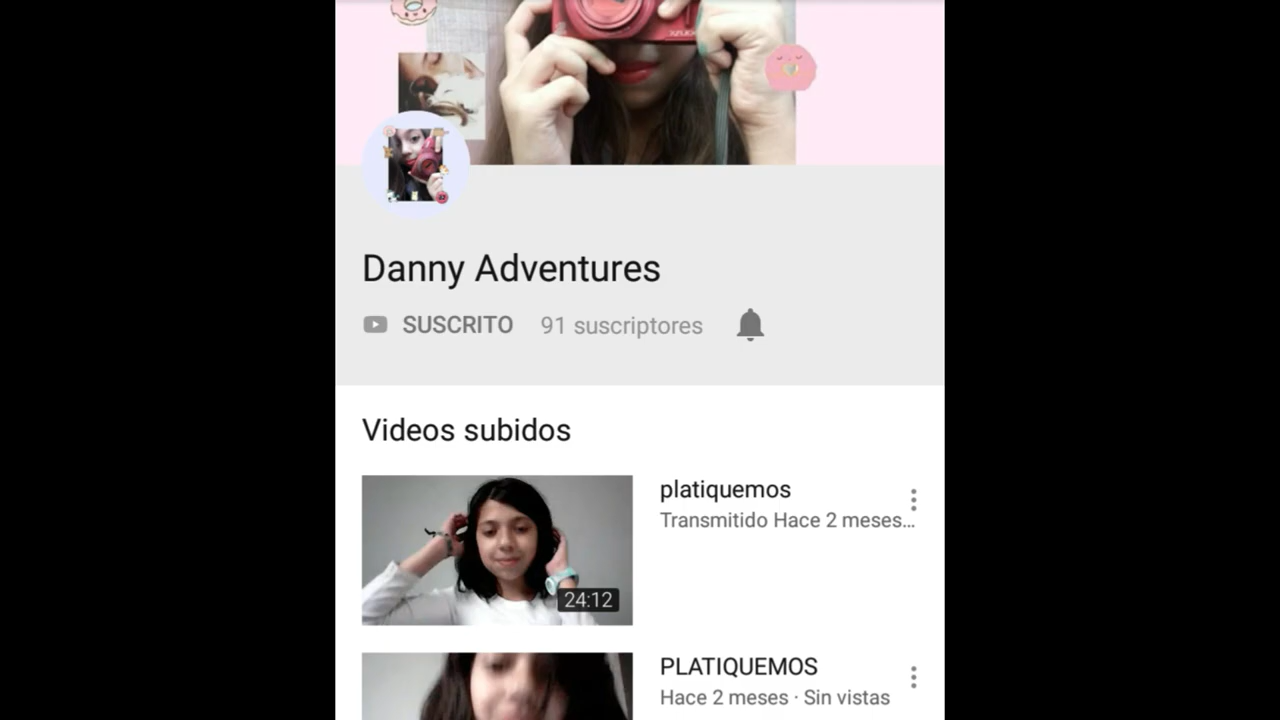 Danny Adventures
SUSCRITO 91 suscriptores
Videos subidos
platiquemos
Transmitido Hace 2 meses...
24:12
PLATIQUEMOS
Hace 2 meses · Sin vistas